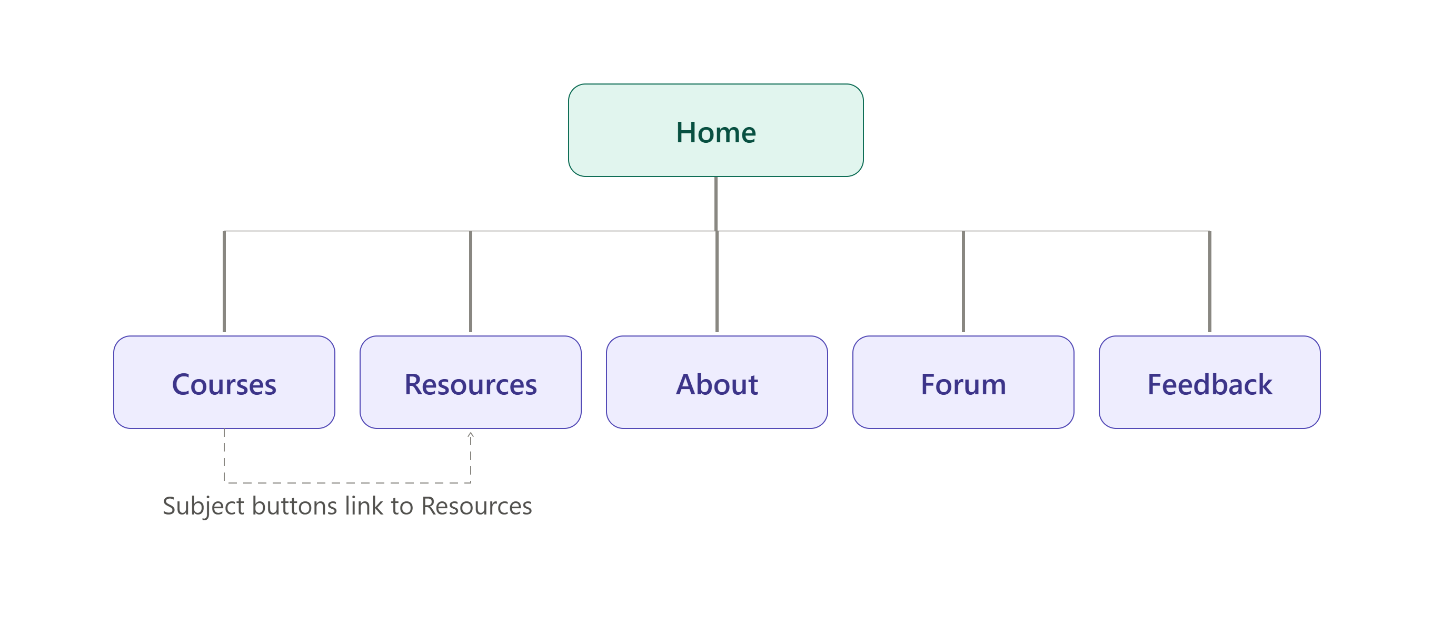 Home
Courses
Resources
About
Forum
Feedback
Subject buttons link to Resources